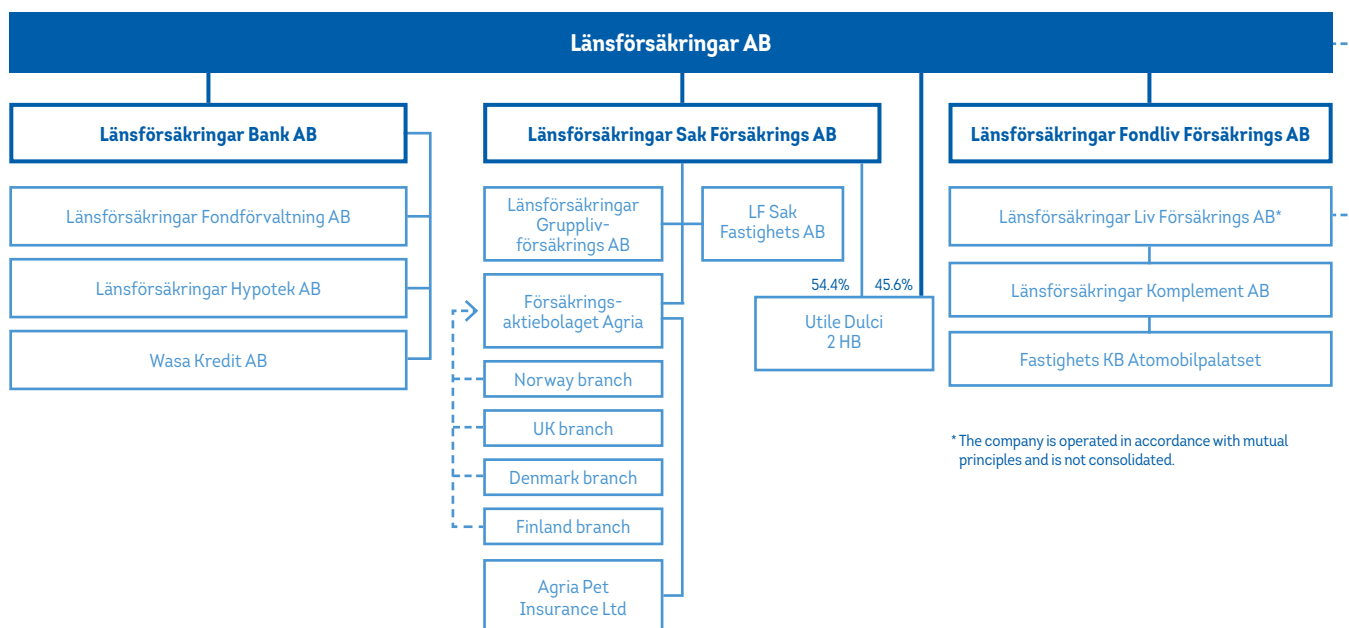 Länsförsäkringar AB
Länsförsäkringar Bank AB
Länsförsäkringar Fondförvaltning AB
Länsförsäkringar Hypotek AB
Wasa Kredit AB
Länsförsäkringar Sak Försäkrings AB
Länsförsäkringar
Gruppliv-
försäkrings AB
LF Sak
Fastighets AB
Försäkrings-
aktiebolaget Agria
54.4%
45.6%
Utile Dulci
2 HB
Norway branch
UK branch
Denmark branch
Finland branch
Agria Pet
Insurance Ltd
Länsförsäkringar Fondliv Försäkrings AB
Länsförsäkringar Liv Försäkrings AB*
Länsförsäkringar Komplement AB
Fastighets KB Atomobilpalatset
* The company is operated in accordance with mutual
principles and is not consolidated.